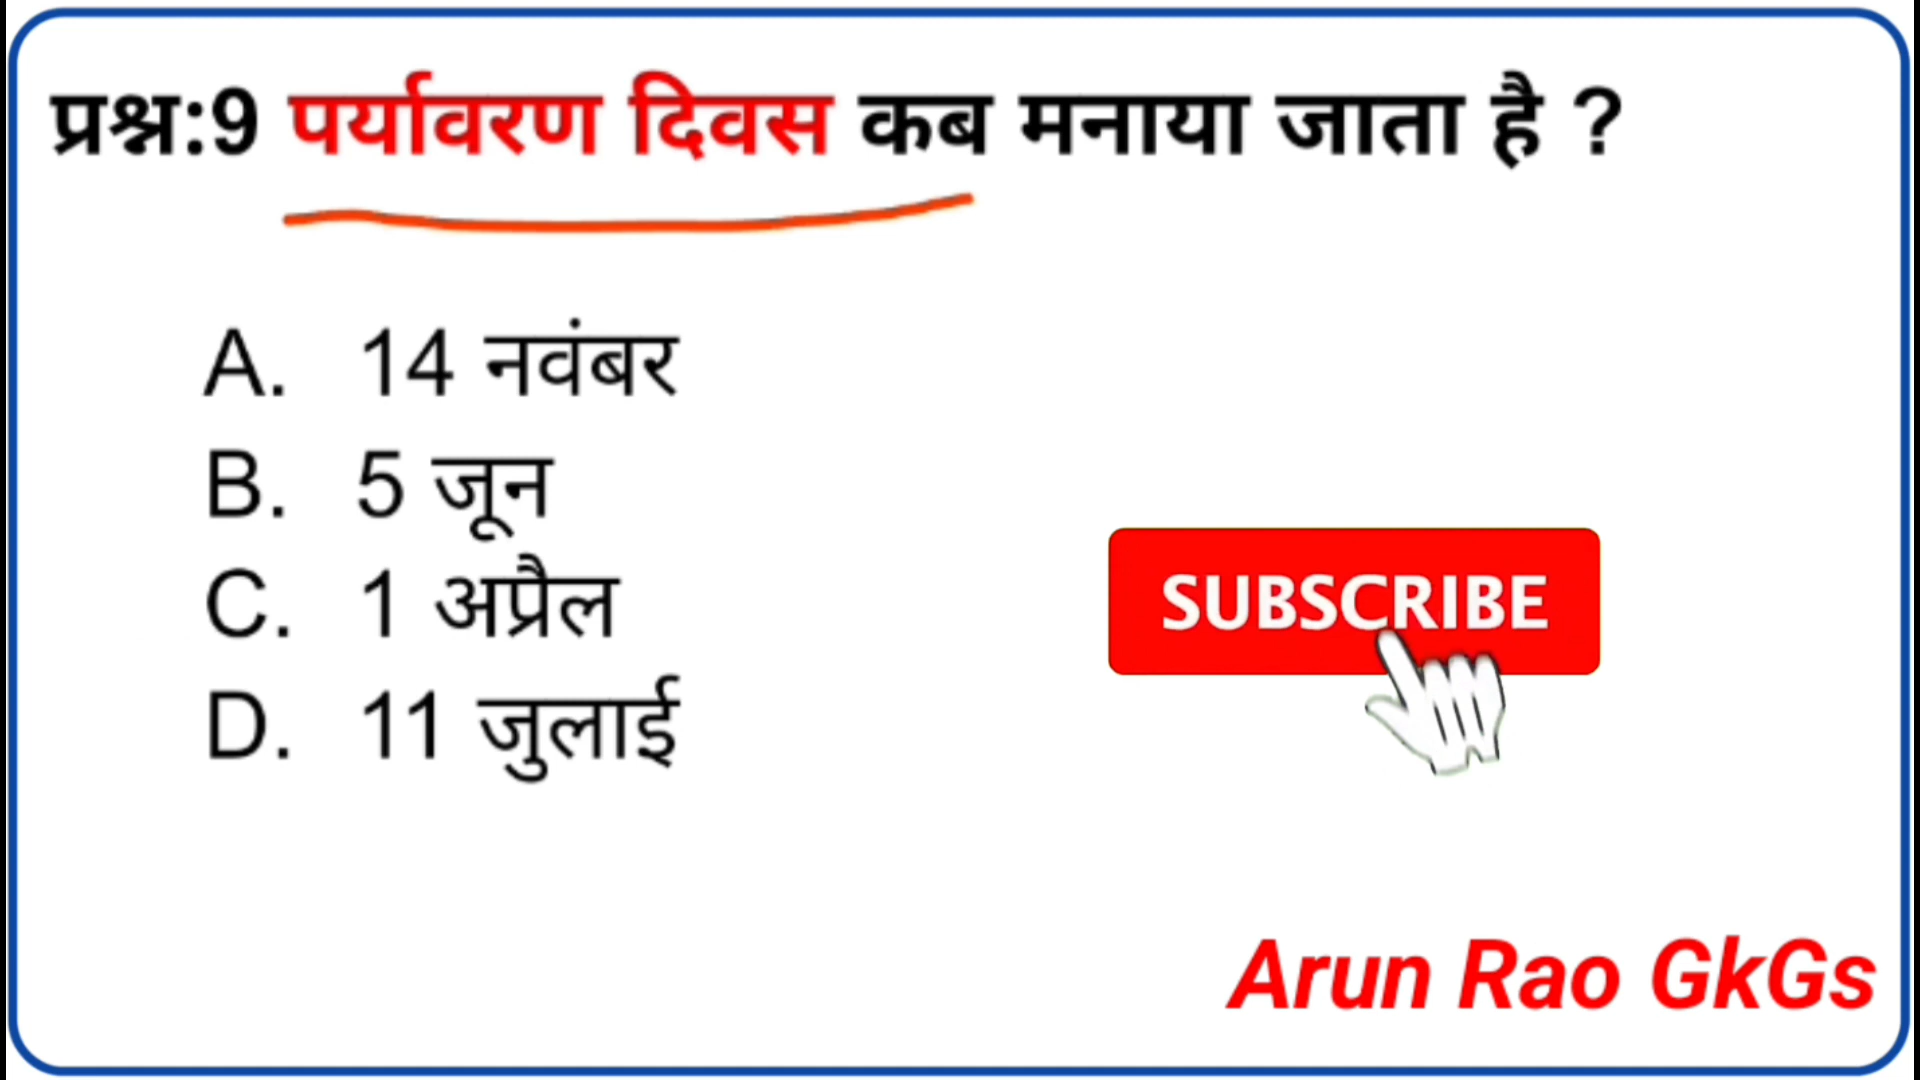 प्रश्न:9 पर्यावरण दिवस कब मनाया जाता है ?
A. 14 नवंबर
B. 5 जून
C. 1 अप्रैल
D. 11 जुलाई
SUBSCRIBE
Arun Rao GkGs